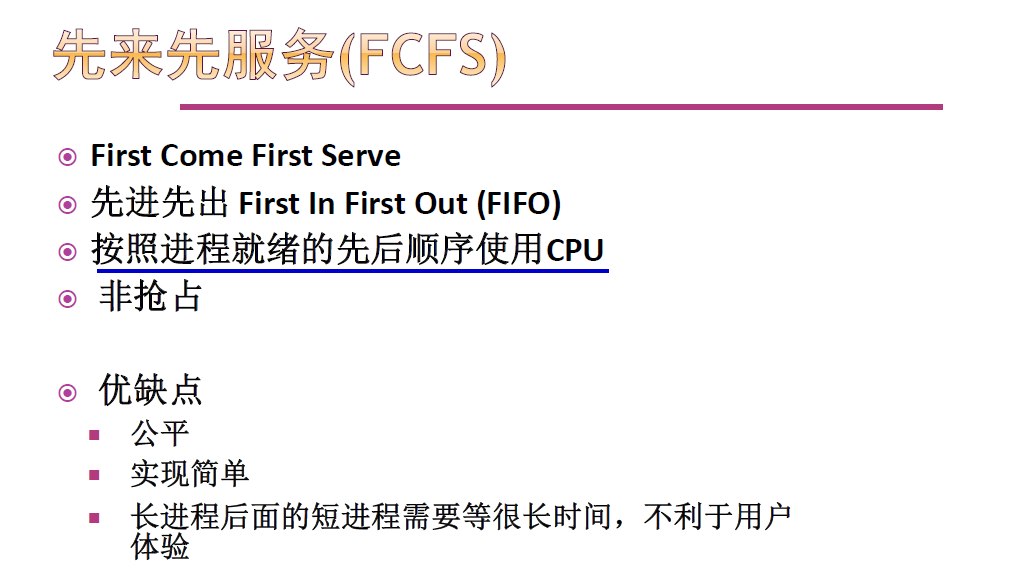 先来先服务(FCFS)
First Come First Serve
先进先出 First In First Out (FIFO)
按照进程就绪的先后顺序使用CPU
非抢占
优缺点
公平
实现简单
长进程后面的短进程需要等很长时间，不利于用户
体验